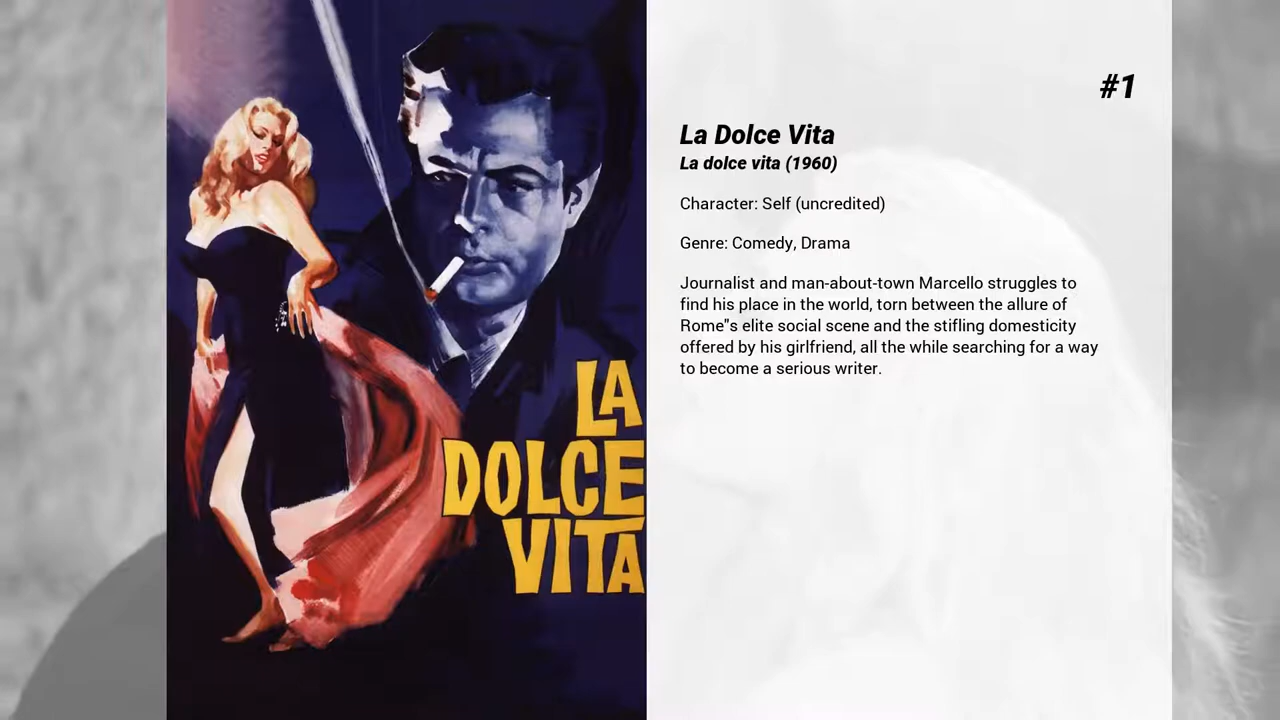 LA
DOLCE
VITA
#1
La Dolce Vita
La dolce vita (1960)
Character: Self (uncredited)
Genre: Comedy, Drama
Journalist and man-about-town Marcello struggles to
find his place in the world, torn between the allure of
Rome"s elite social scene and the stifling domesticity
offered by his girlfriend, all the while searching for a way
to become a serious writer.